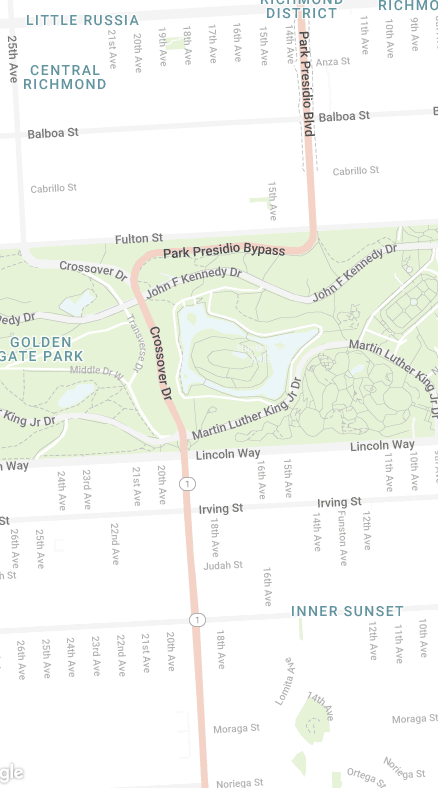 LITTLE RUSSIA
RICHMOND
DISTRICT
RICHMO
25th Ave
21st Ave
20th Ave
19th Ave
18th Ave
17th Ave
16th Ave
15th Ave
14th Ave
Park Presidio Blvd
11th Ave
10th Ave
9th Ave
CENTRAL
RICHMOND
Anza St
Balboa St
Balboa St
B
Cabrillo St
Cabrillo St
15th Ave
Fulton St
Park Presidio Bypass
Crossover Dr
John F Kennedy Dr
John F Kennedy Dr
nedy Dr
GOLDEN
GATE PARK
Transverse Dr
Crossover Dr
Middle Dr W
Martin Luther King Jr Dr
Martin Luther King Jr Dr
r King Jr Dr
Lincoln Way
Lincoln Way
n Way
24th Ave
23rd Ave
21st Ave
20th Ave
16th Ave
15th Ave
11th Ave
10th Ave
9th
1
Irving St
Irving St
St
26th Ave
25th Ave
22nd Ave
18th Ave
14th Ave
Funston Ave
12th Ave
Judah St
h St
16th Ave
INNER SUNSET
1
26th Ave
25th Ave
24th Ave
23rd Ave
22nd Ave
21st Ave
20th Ave
18th Ave
12th Ave
11th Ave
10th Ave
Lomita Ave
14th Ave
Moraga St
Moraga St
Noriega St
Noriega St
Ortega St
gle